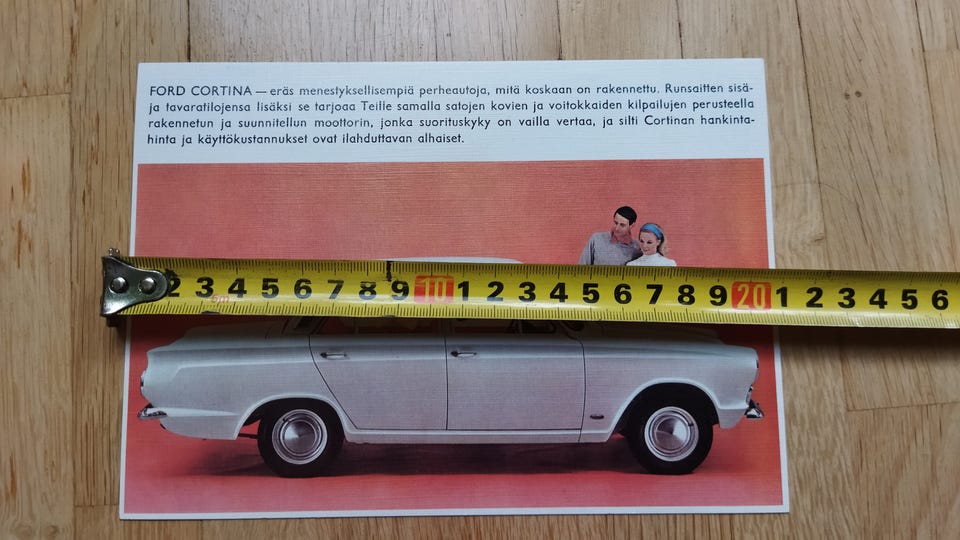 FORD CORTINA — eräs menestyksellisempiä perheautoja, mitä koskaan on rakennettu. Runsaitten sisä-
ja tavaratilojensa lisäksi se tarjoaa Teille samalla satojen kovien ja voitokkaiden kilpailujen perusteella
rakennetun ja suunnitellun moottorin, jonka suorituskyky on vailla vertaa, ja silti Cortinan hankinta-
hinta ja käyttökustannukset ovat ilahduttavan alhaiset.
2 3 4 5 6 7 8 9 10 1 2 3 4 5 6 7 8 9 20 1 2 3 4 5 6
5m